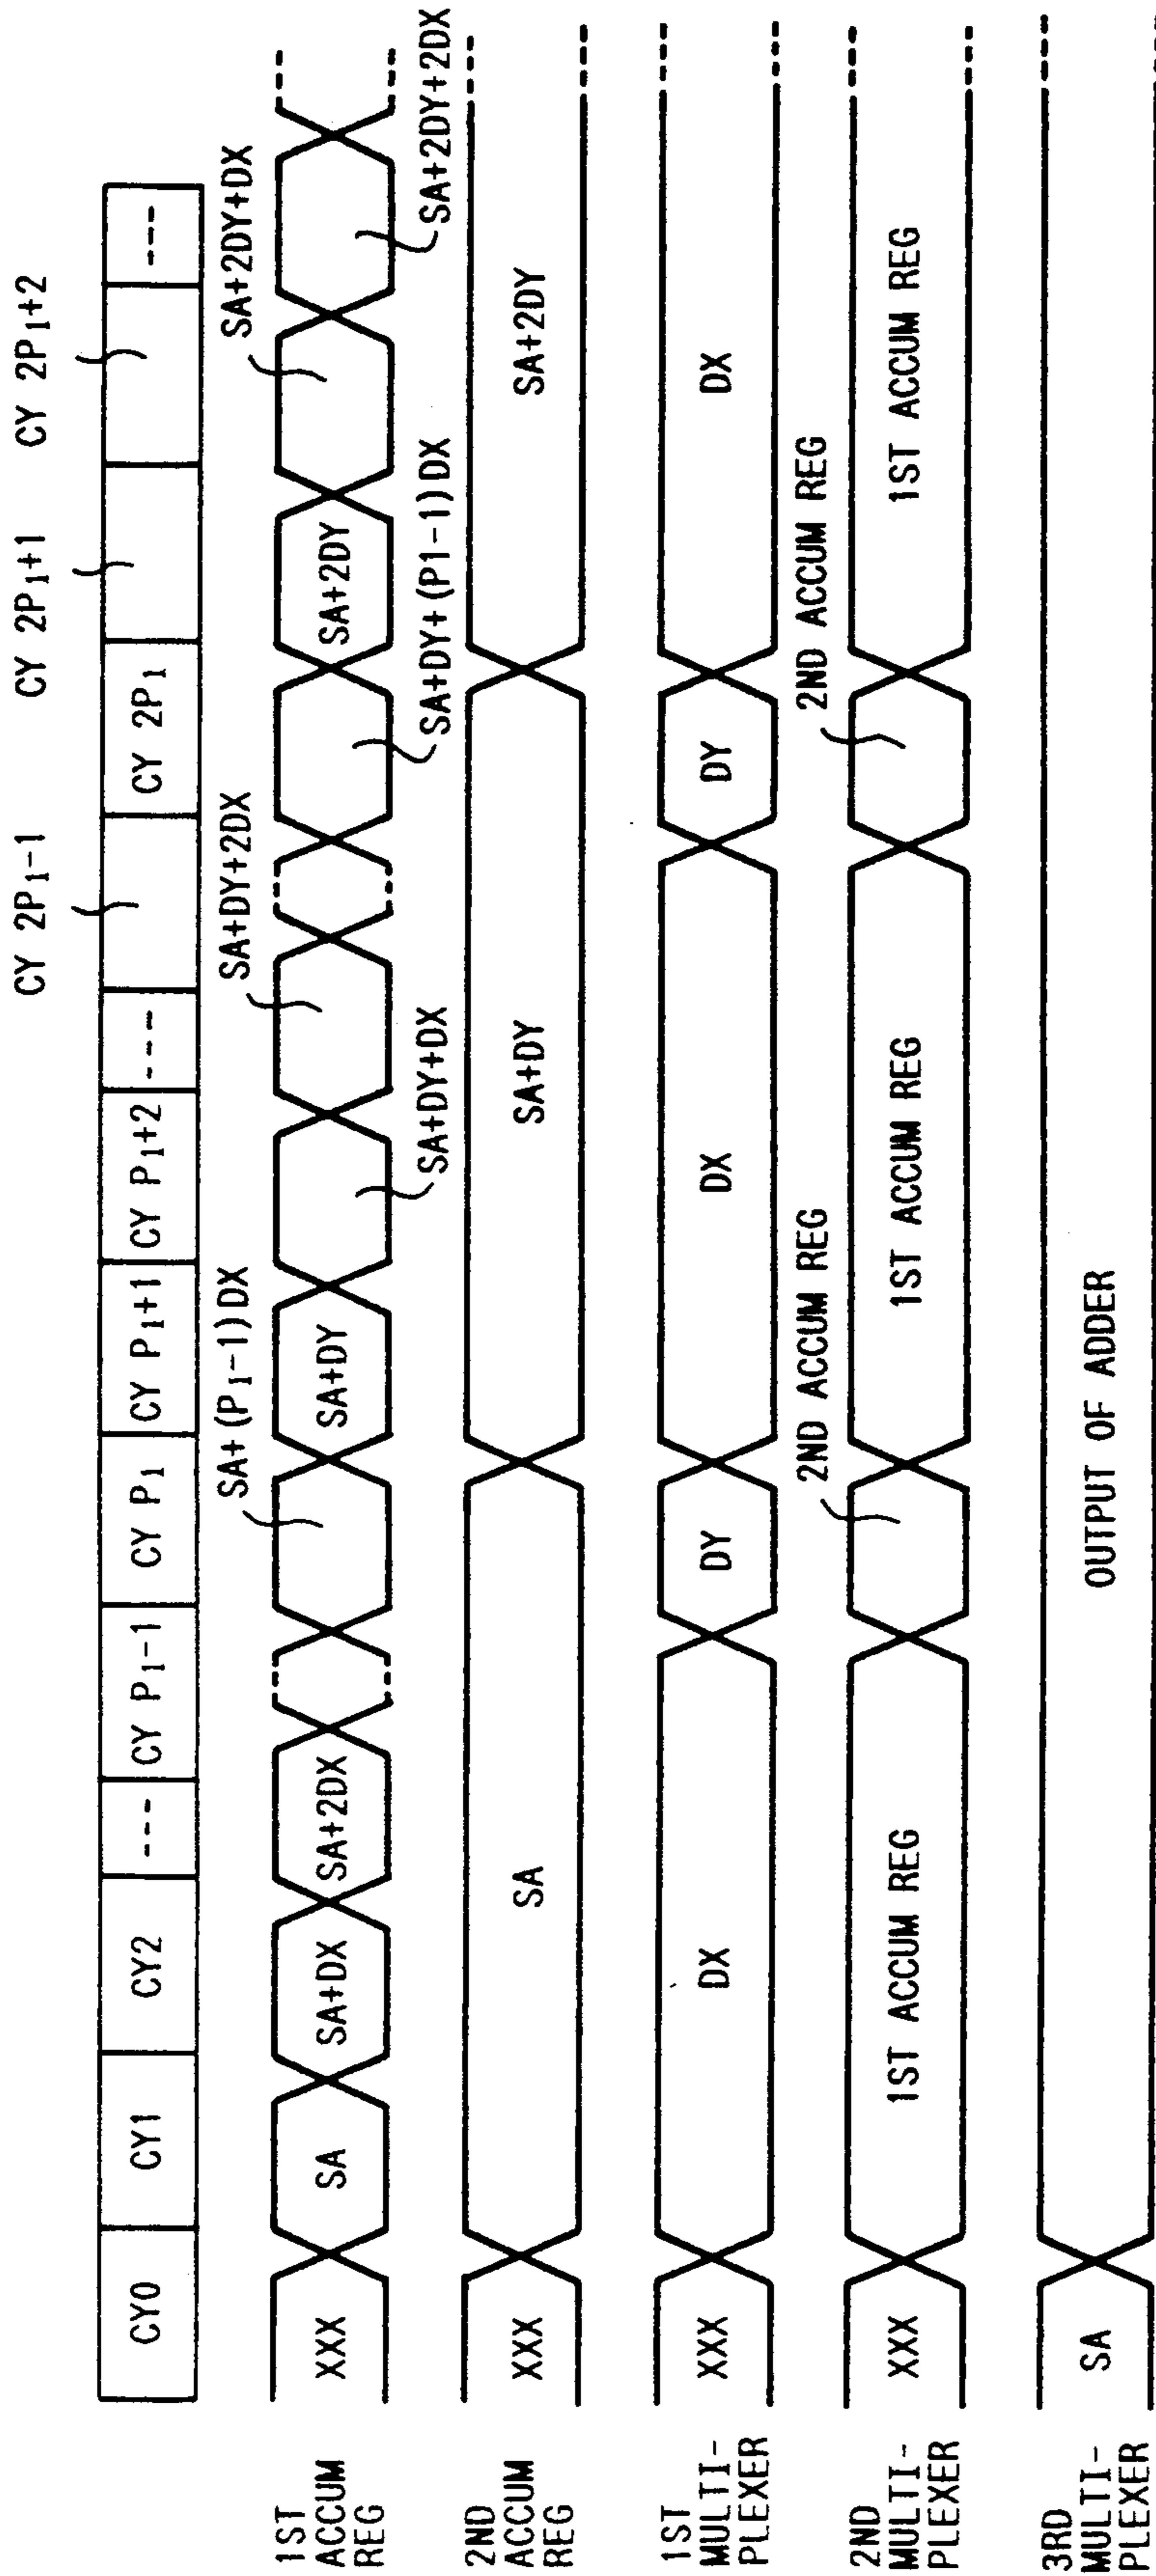 CY 2P1-1
CY 2P1+1
CY 2P1+2
CY0
CY1
CY2
---
CY P1-1
CY P1
CY P1+1
CY P1+2
---
CY 2P1
---
SA+(P1-1)DX
SA+DY+2DX
SA+2DY+DX
1ST
ACCUM
REG
XXX
SA
SA+DX
SA+2DX
SA+DY
SA+2DY
SA+DY+DX
SA+DY+(P1-1)DX
SA+2DY+2DX
2ND
ACCUM
REG
XXX
SA
SA+DY
SA+2DY
1ST
MULTI-
PLEXER
XXX
DX
DY
DX
DY
DX
2ND ACCUM REG
2ND ACCUM REG
2ND
MULTI-
PLEXER
XXX
1ST ACCUM REG
1ST ACCUM REG
1ST ACCUM REG
3RD
MULTI-
PLEXER
SA
OUTPUT OF ADDER